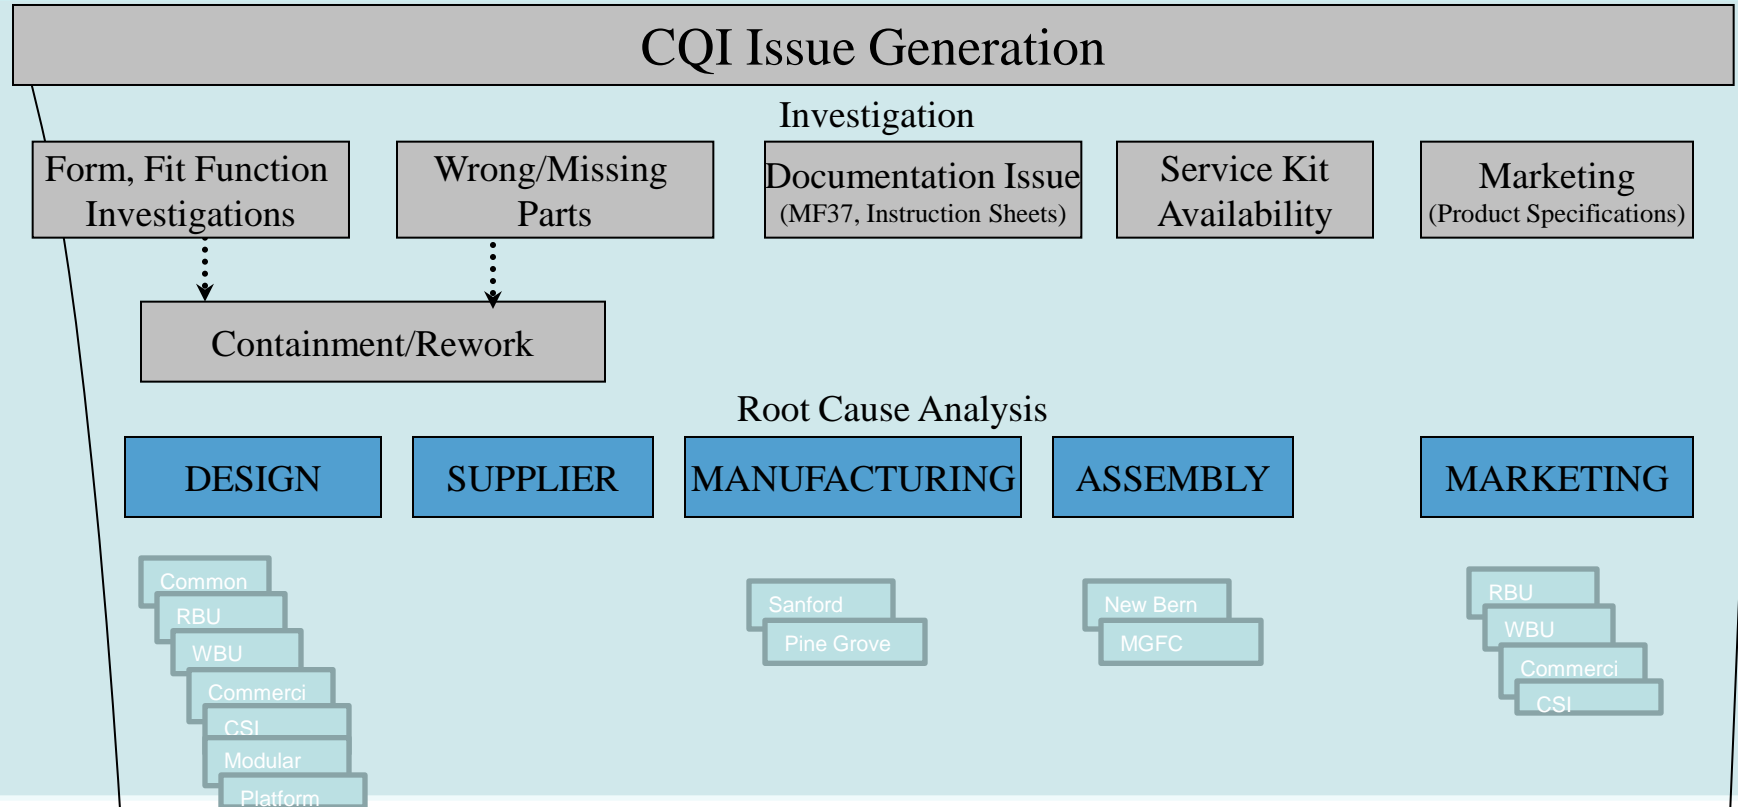 CQI Issue Generation
Investigation
Form, Fit Function
Investigations
Wrong/Missing
Parts
Documentation Issue
(MF37, Instruction Sheets)
Service Kit
Availability
Marketing
(Product Specifications)
Containment/Rework
Root Cause Analysis
DESIGN
SUPPLIER
MANUFACTURING
ASSEMBLY
MARKETING
Common
RBU
WBU
Commerci
CSI
Modular
Platform
Sanford
Pine Grove
New Bern
MGFC
RBU
WBU
Commerci
CSI